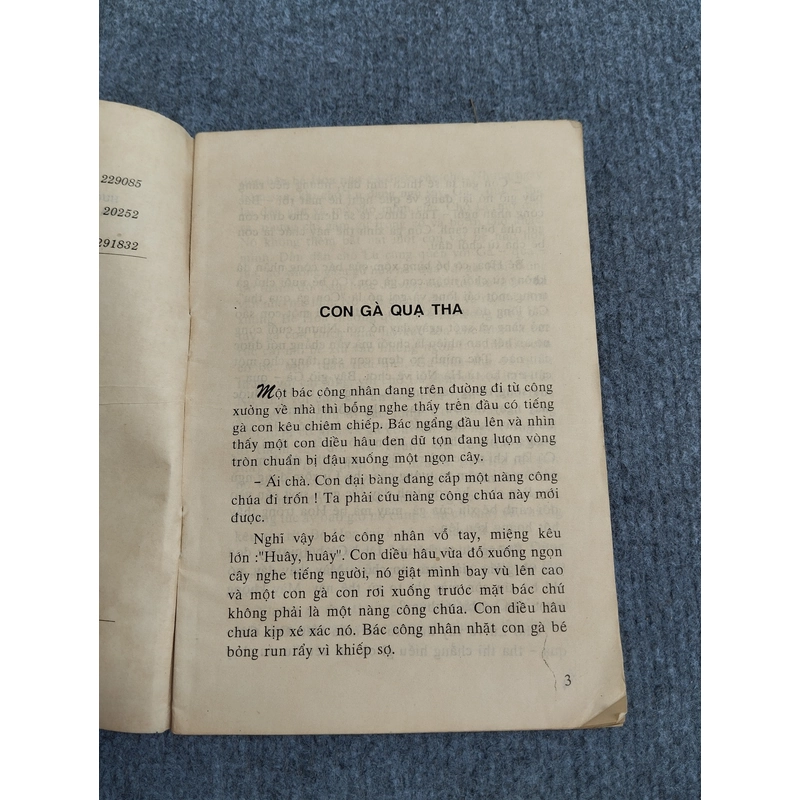 229085
20252
291832
CON GÀ QUẠ THA
Một bác công nhân đang trên đường đi từ công
xưởng về nhà thì bỗng nghe thấy trên đầu có tiếng
gà con kêu chiêm chiếp. Bác ngẩng đầu lên và nhìn
thấy một con diều hâu đen dữ tợn đang lượn vòng
tròn chuẩn bị đậu xuống một ngọn cây.
– Ái chà. Con đại bàng đang cắp một nàng công
chúa đi trốn ! Ta phải cứu nàng công chúa này mới
được.
Nghĩ vậy bác công nhân vỗ tay, miệng kêu
lớn :"Huây, huây". Con diều hâu vừa đỗ xuống ngọn
cây nghe tiếng người, nó giật mình bay vù lên cao
và một con gà con rơi xuống trước mặt bác chứ
không phải là một nàng công chúa. Con diều hâu
chưa kịp xé xác nó. Bác công nhân nhặt con gà bé
bỏng run rẩy vì khiếp sợ.
3